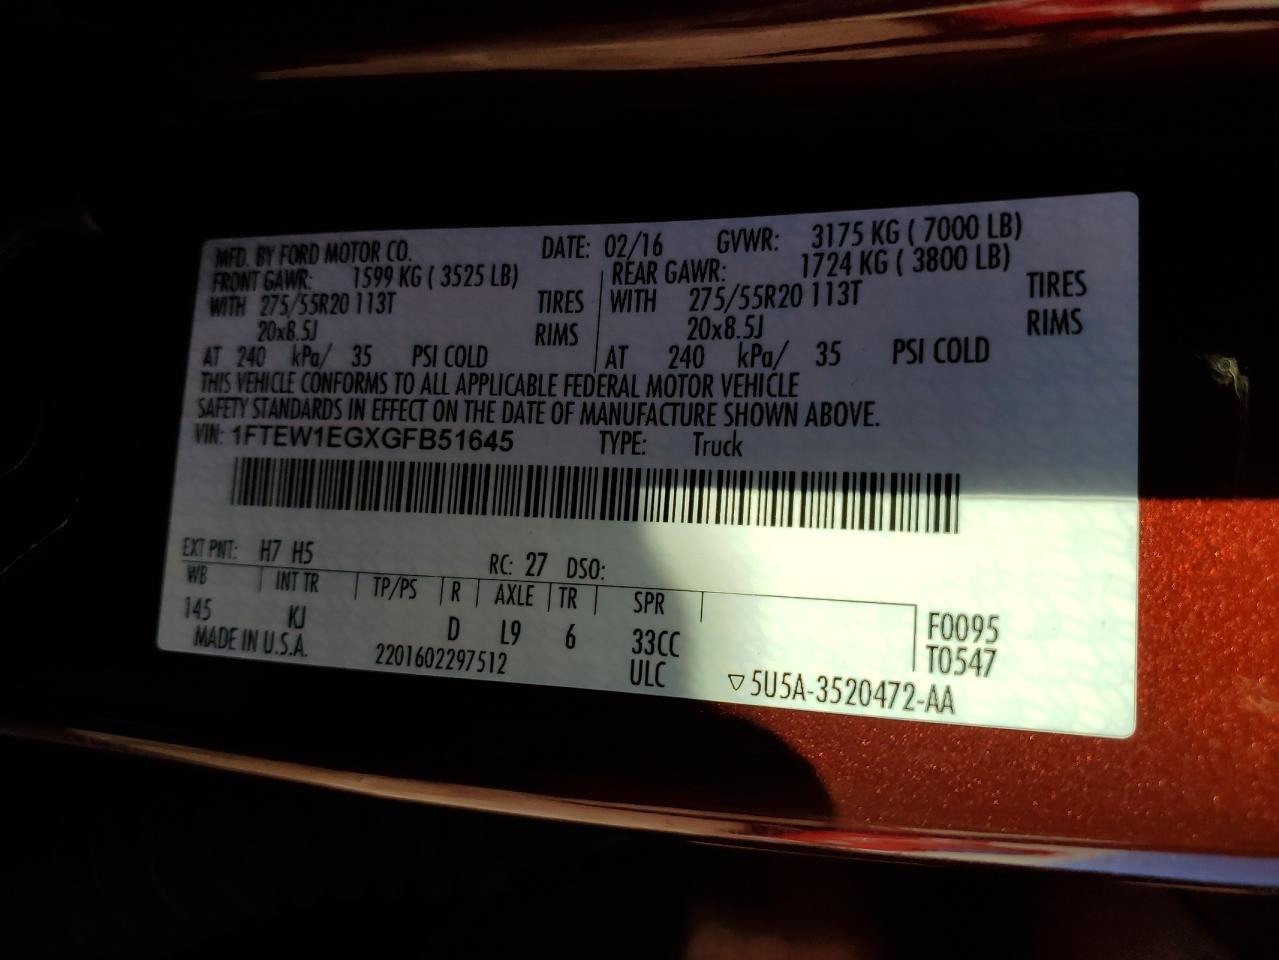 MFD. BY FORD MOTOR CO. DATE: 02/16 GVWR: 3175 KG ( 7000 LB)
FRONT GAWR: 1599 KG ( 3525 LB) REAR GAWR: 1724 KG ( 3800 LB)
WITH 275/55R20 113T TIRES WITH 275/55R20 113T TIRES
20x8.5J RIMS 20x8.5J RIMS
AT 240 kPa/ 35 PSI COLD AT 240 kPa/ 35 PSI COLD
THIS VEHICLE CONFORMS TO ALL APPLICABLE FEDERAL MOTOR VEHICLE
SAFETY STANDARDS IN EFFECT ON THE DATE OF MANUFACTURE SHOWN ABOVE.
VIN: 1FTEW1EGXGFB51645 TYPE: Truck
EXT PNT: H7 H5 RC: 27 DSO:
WB INT TR TP/PS R AXLE TR SPR
145 KJ D L9 6 33CC F0095
MADE IN U.S.A. 2201602297512 ULC T0547
▽5U5A-3520472-AA